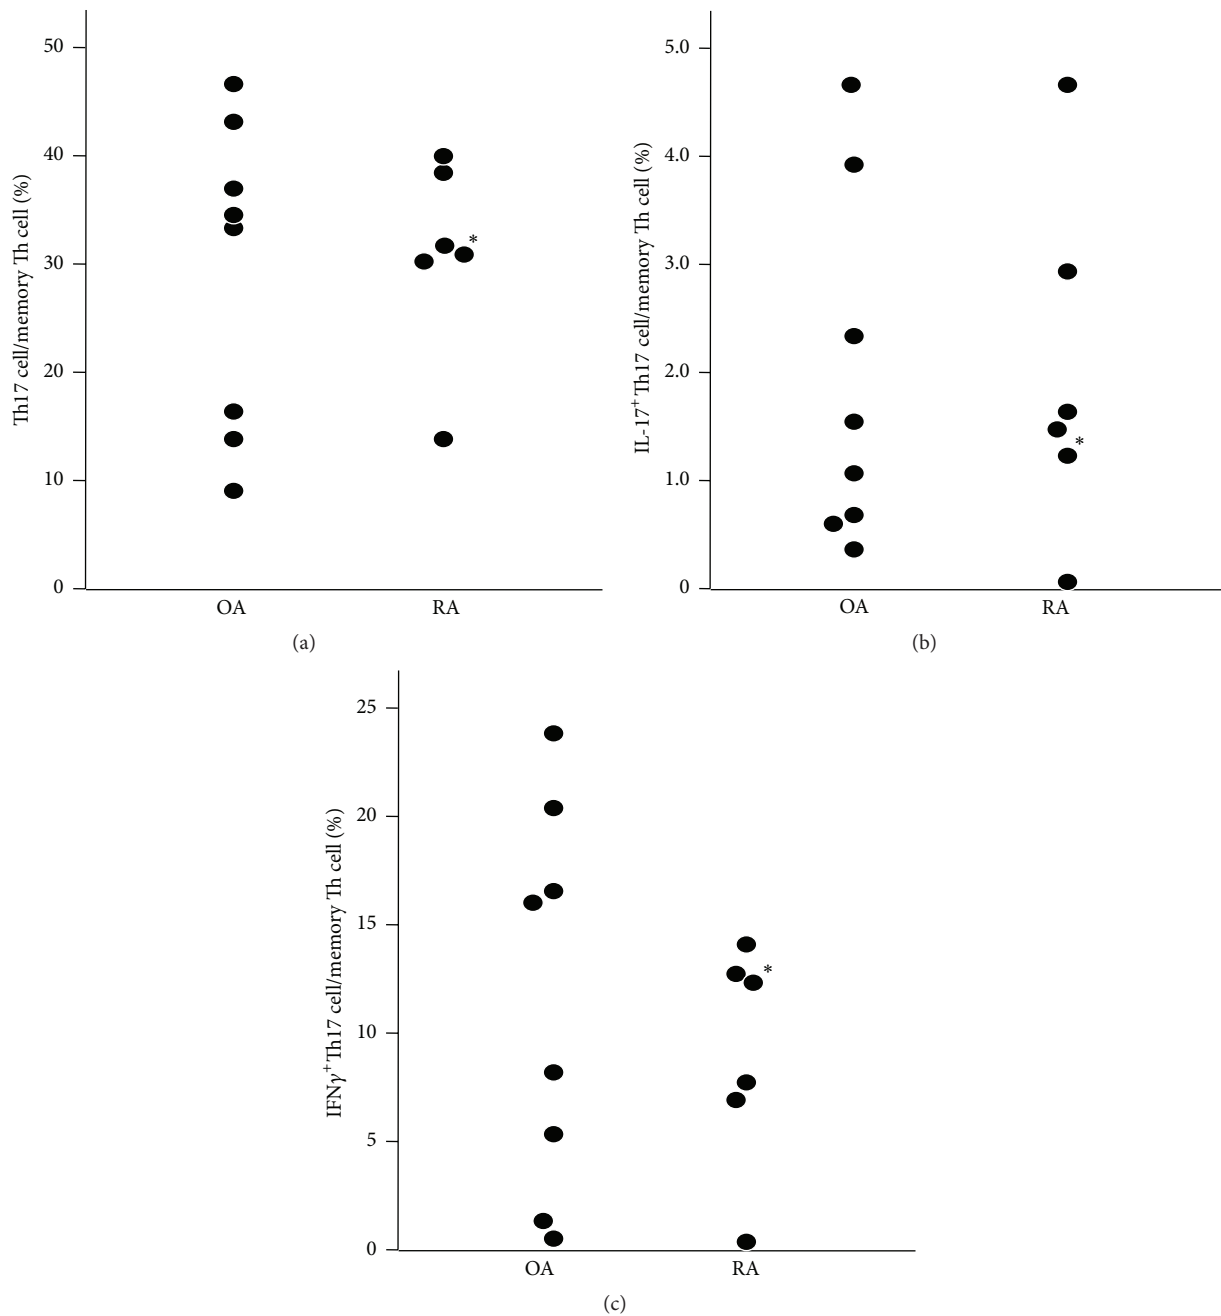 Th17 cell/memory Th cell (%)
50
40
30
20
10
0
*
OA RA
(a)
IL-17+Th17 cell/memory Th cell (%)
5.0
4.0
3.0
2.0
1.0
0
*
OA RA
(b)
IFNγ+Th17 cell/memory Th cell (%)
25
20
15
10
5
0
*
OA RA
(c)